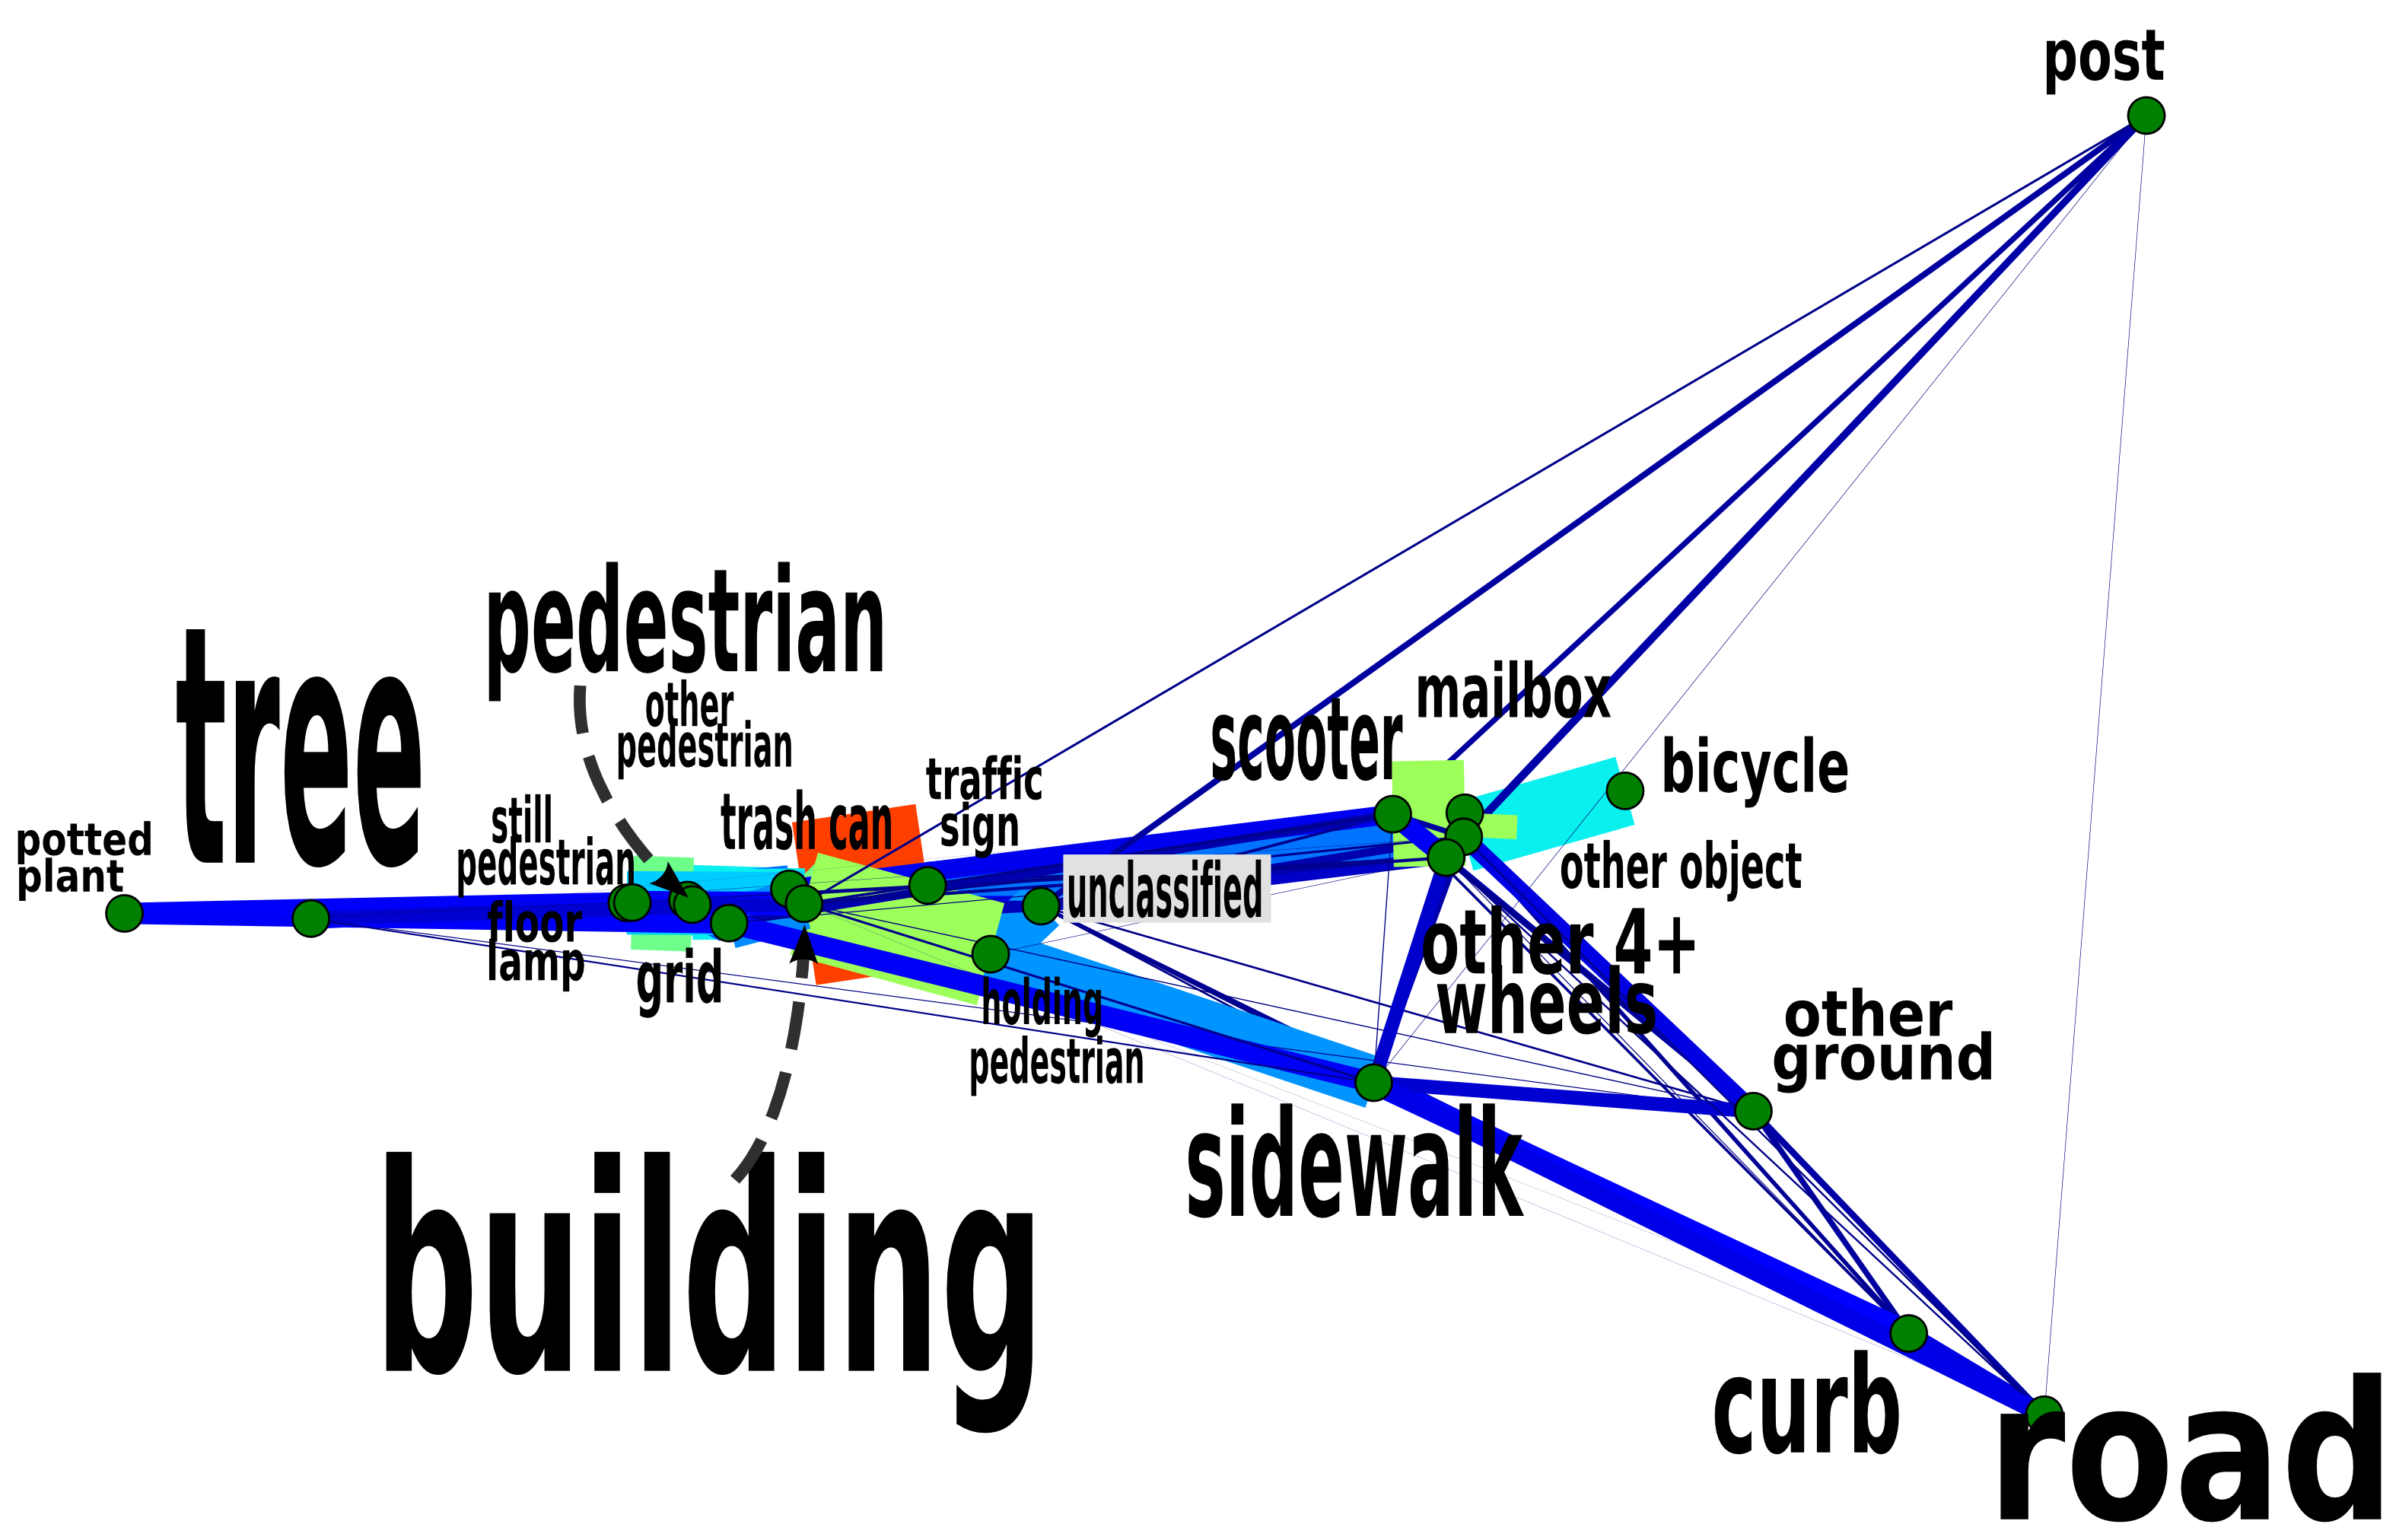 post
pedestrian
tree
other
pedestrian
mailbox
scooter
bicycle
traffic
sign
trash can
still
pedestrian
potted
plant
other object
unclassified
floor
lamp
grid
other 4+
wheels
holding
pedestrian
other
ground
sidewalk
building
curb
road